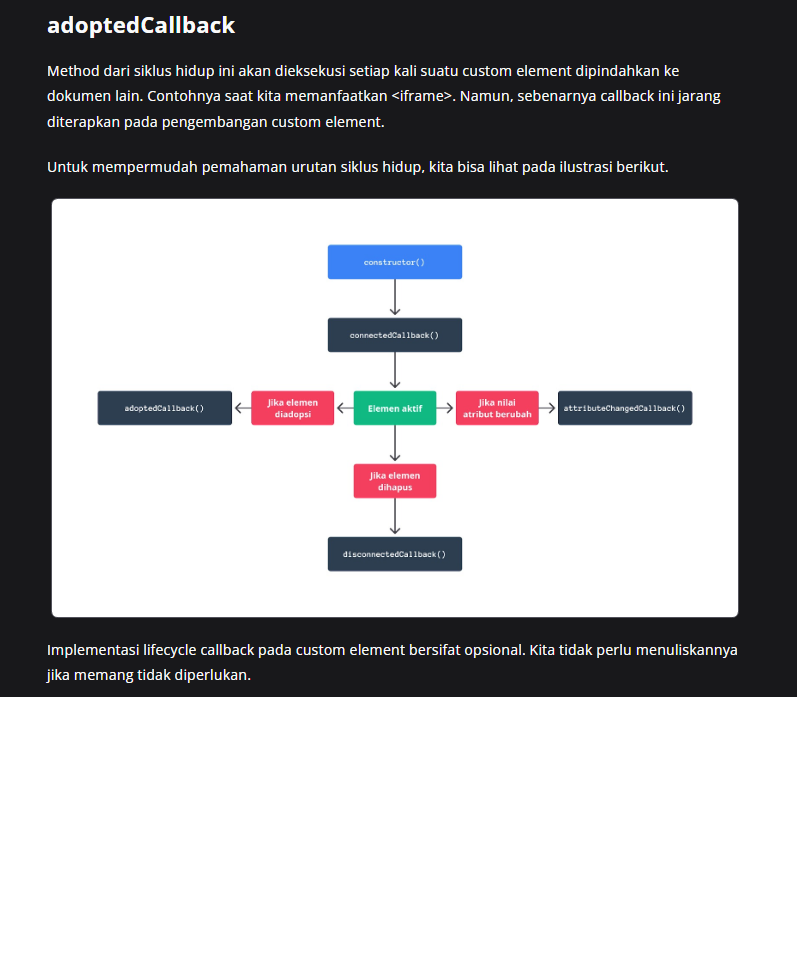 adoptedCallback
Method dari siklus hidup ini akan dieksekusi setiap kali suatu custom element dipindahkan ke
dokumen lain. Contohnya saat kita memanfaatkan <iframe>. Namun, sebenarnya callback ini jarang
diterapkan pada pengembangan custom element.
Untuk mempermudah pemahaman urutan siklus hidup, kita bisa lihat pada ilustrasi berikut.
constructor()
connectedCallback()
adoptedCallback()
Jika elemen
diadopsi
Elemen aktif
Jika nilai
atribut berubah
attributeChangedCallback()
Jika elemen
dihapus
disconnectedCallback()
Implementasi lifecycle callback pada custom element bersifat opsional. Kita tidak perlu menuliskannya
jika memang tidak diperlukan.